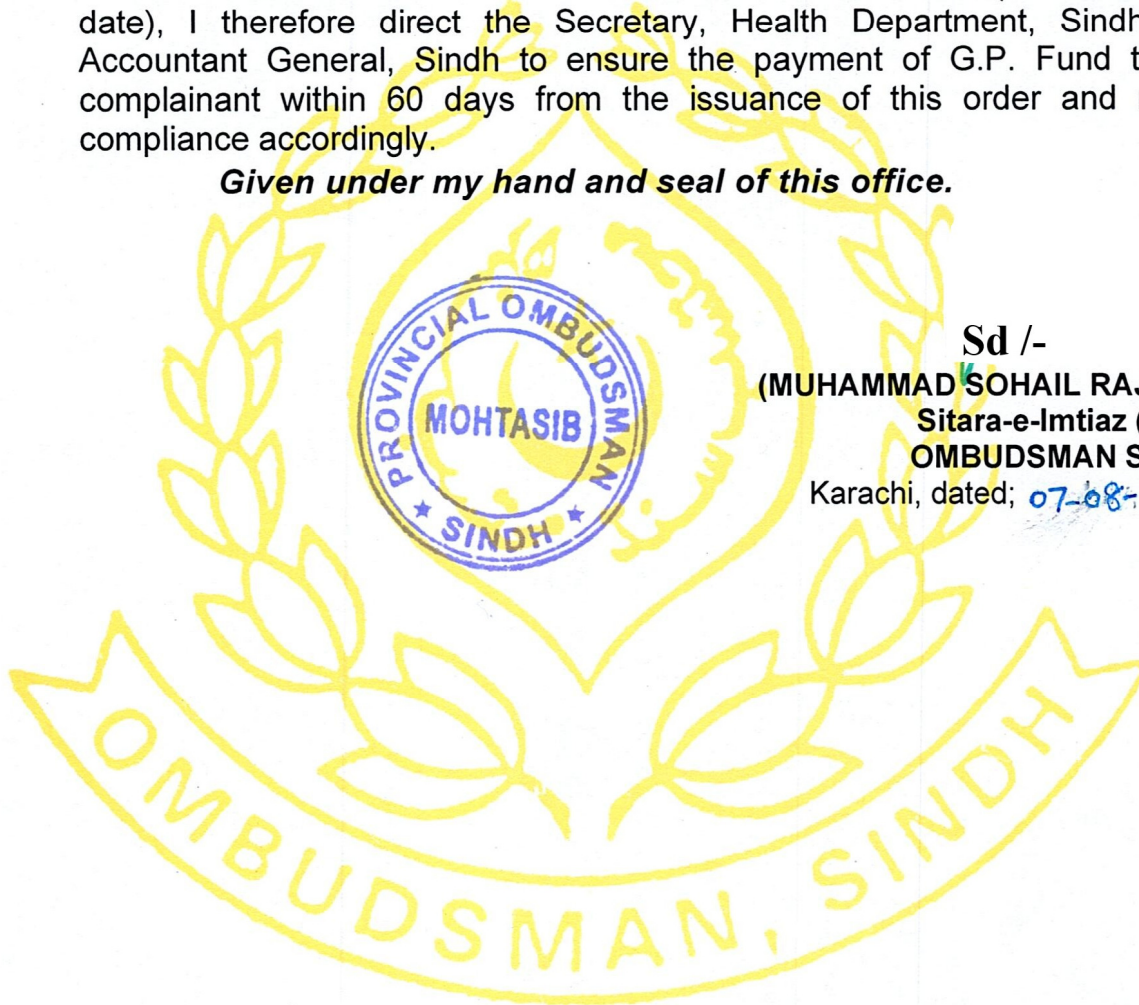 date), I therefore direct the Secretary, Health Department, Sindh
Accountant General, Sindh to ensure the payment of G.P. Fund t
complainant within 60 days from the issuance of this order and
compliance accordingly.
Given under my hand and seal of this office.
PROVINCIAL OMBUDSMAN
MOHTASIB
★ SINDH ★
Sd /-
(MUHAMMAD SOHAIL RAJ
Sitara-e-Imtiaz (
OMBUDSMAN S
Karachi, dated; 07-08-
OMBUDSMAN, SINDH